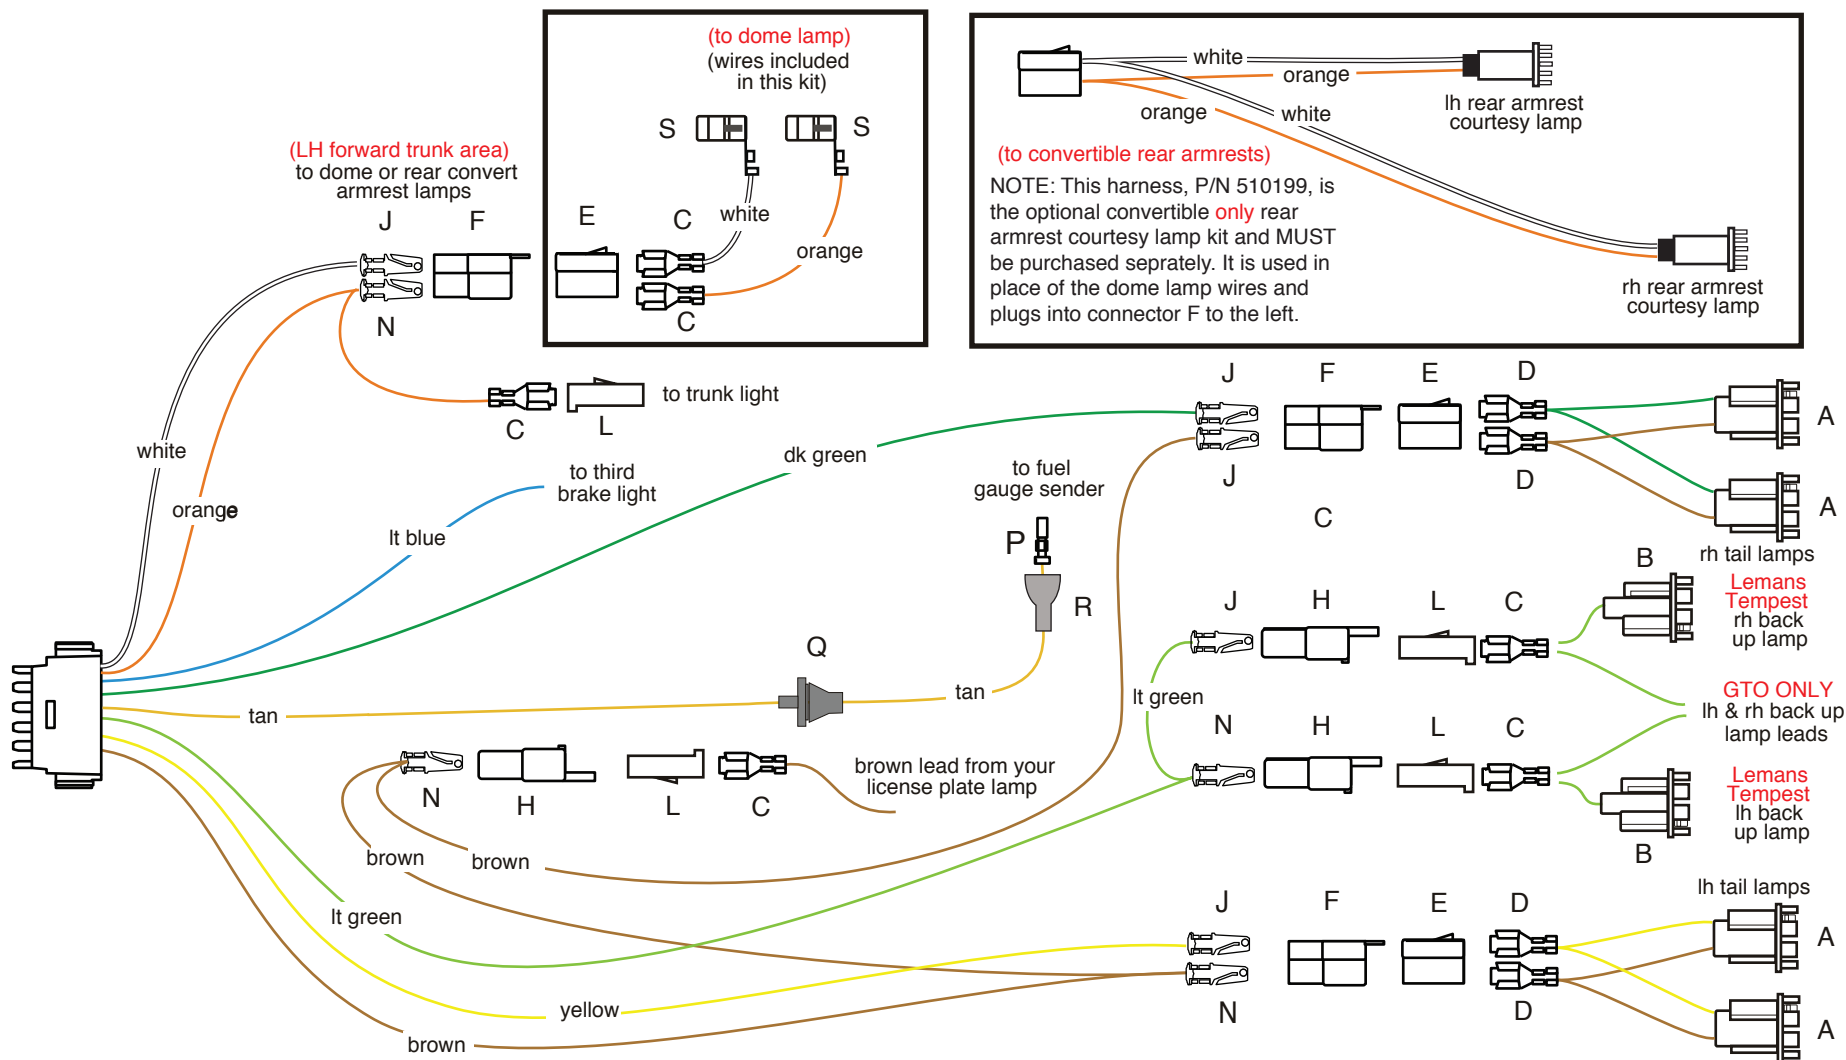 (to dome lamp)
(wires included
in this kit)
S
S
white
orange
(LH forward trunk area)
to dome or rear convert
armrest lamps
J
F
E
C
N
C
white
orange
lh rear armrest
courtesy lamp
orange
white
rh rear armrest
courtesy lamp
(to convertible rear armrests)
NOTE: This harness, P/N 510199, is
the optional convertible only rear
armrest courtesy lamp kit and MUST
be purchased seprately. It is used in
place of the dome lamp wires and
plugs into connector F to the left.
C
L
to trunk light
white
orange
to third
brake light
lt blue
dk green
J
F
E
D
A
J
D
A
rh tail lamps
to fuel
gauge sender
P
R
C
Q
tan
tan
J
H
L
C
B
Lemans
Tempest
rh back
up lamp
lt green
GTO ONLY
lh & rh back up
lamp leads
N
H
L
C
Lemans
Tempest
lh back
up lamp
B
N
H
L
C
brown lead from your
license plate lamp
brown
brown
lt green
yellow
brown
lh tail lamps
J
F
E
D
A
N
D
A